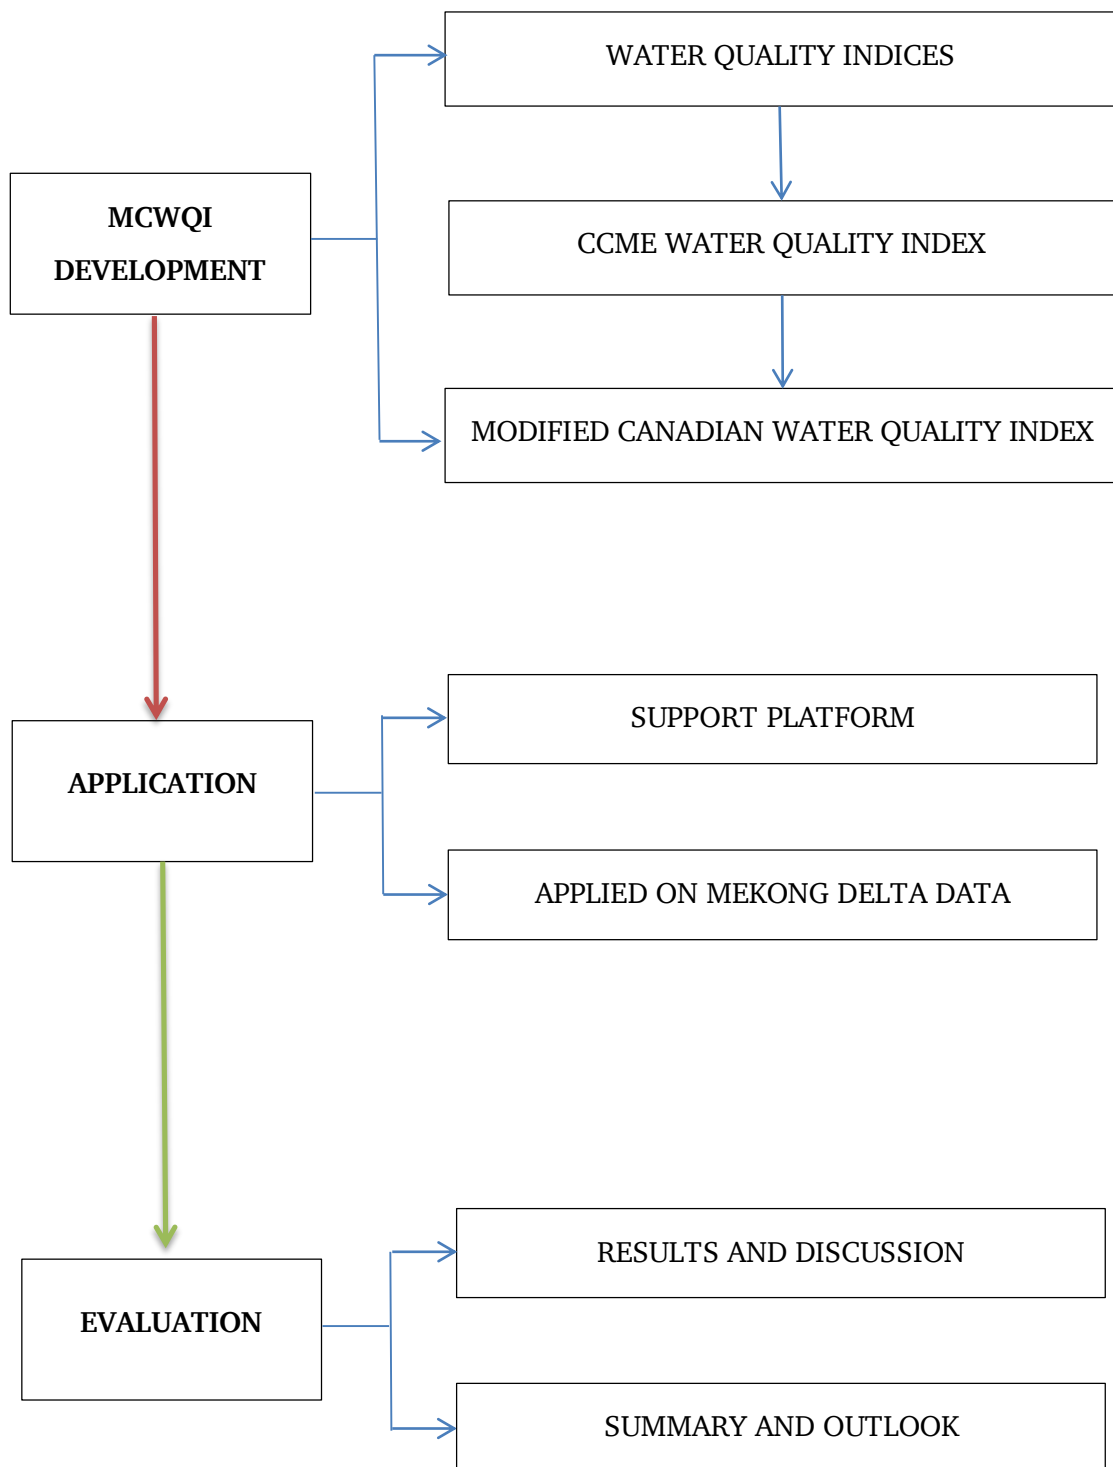 WATER QUALITY INDICES
MCWQI
DEVELOPMENT
CCME WATER QUALITY INDEX
MODIFIED CANADIAN WATER QUALITY INDEX
APPLICATION
SUPPORT PLATFORM
APPLIED ON MEKONG DELTA DATA
EVALUATION
RESULTS AND DISCUSSION
SUMMARY AND OUTLOOK